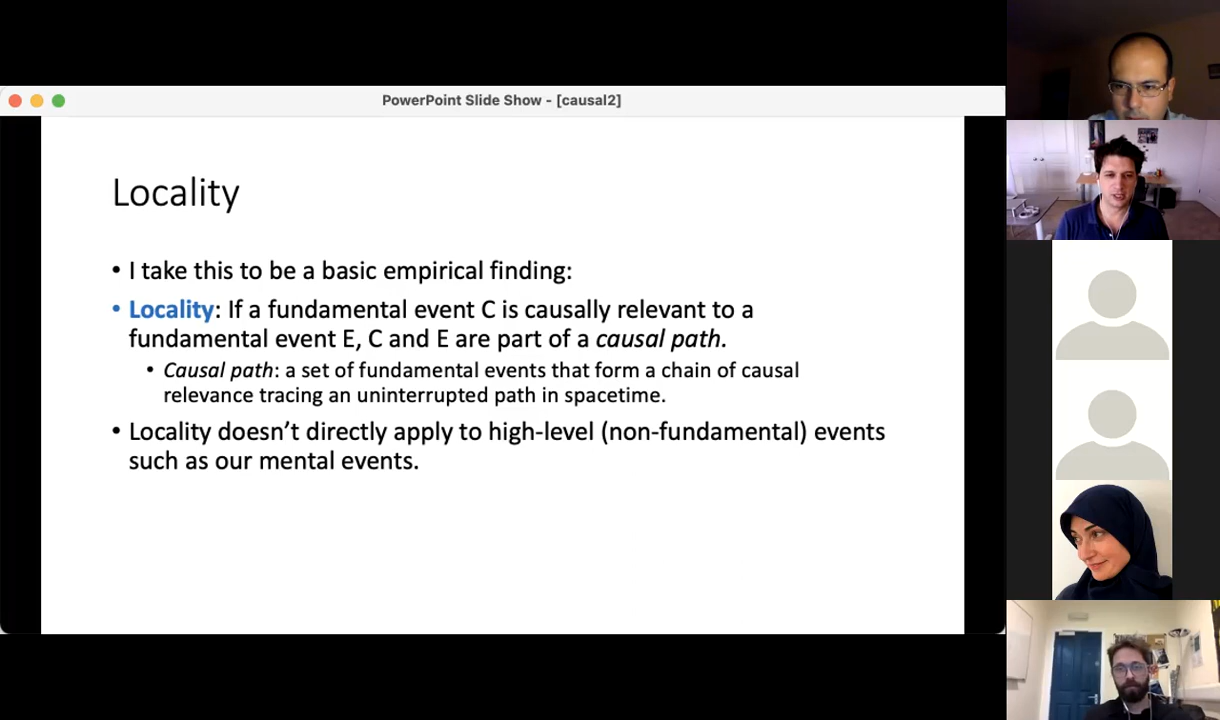 PowerPoint Slide Show - [causal2]
Locality
• I take this to be a basic empirical finding:
• Locality: If a fundamental event C is causally relevant to a
fundamental event E, C and E are part of a causal path.
• Causal path: a set of fundamental events that form a chain of causal
relevance tracing an uninterrupted path in spacetime.
• Locality doesn’t directly apply to high-level (non-fundamental) events
such as our mental events.